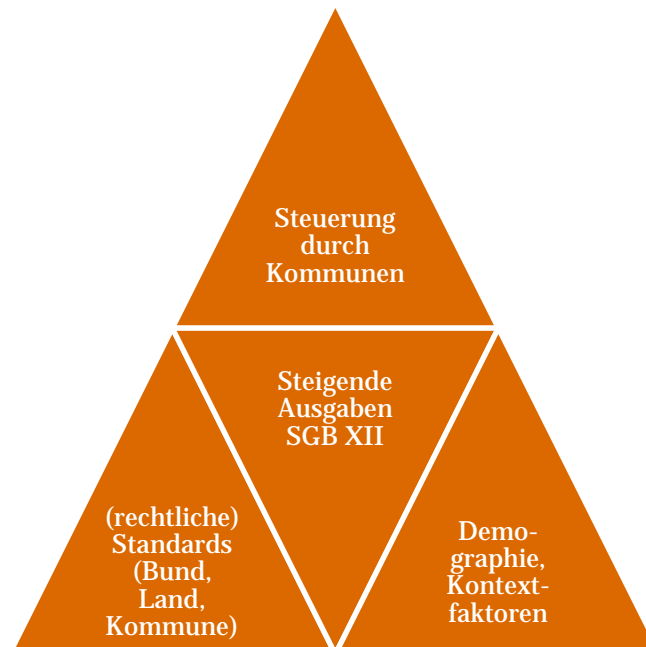 Steuerung
durch
Kommunen
Steigende
Ausgaben
SGB XII
(rechtliche)
Standards
(Bund,
Land,
Kommune)
Demo-
graphie,
Kontext-
faktoren